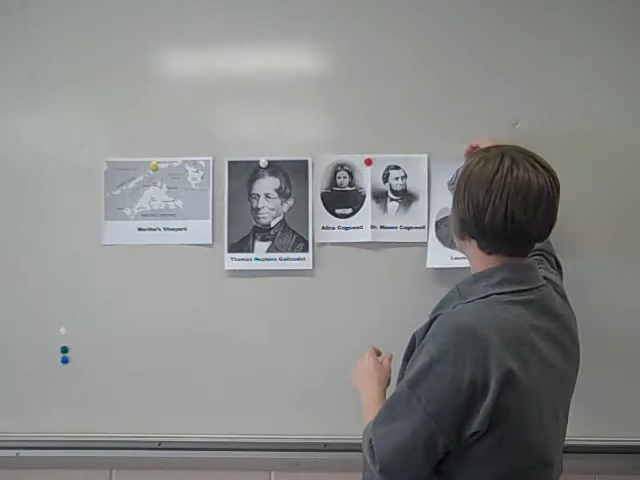 Martha's Vineyard
Thomas Hopkins Gallaudet
Alice Cogswell
Dr. Mason Cogswell